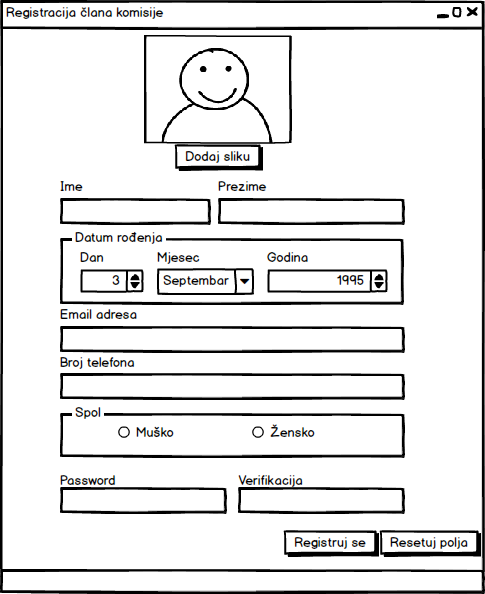 Registracija člana komisije
Dodaj sliku
Ime Prezime
Datum rođenja
Dan Mjesec Godina
3 Septembar 1995
Email adresa
Broj telefona
Spol
Muško Žensko
Password Verifikacija
Registruj se Resetuj polja